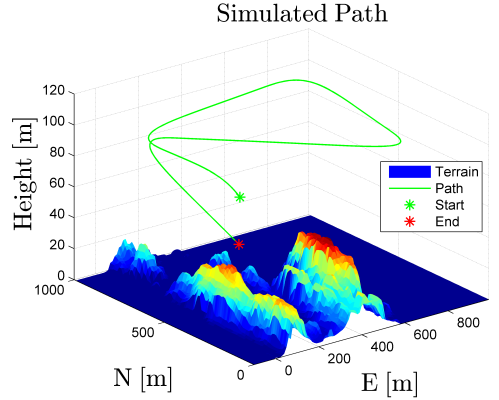 Simulated Path
120
100
80
60
40
20
0
Height [m]
1000
500
0
N [m]
0
200
400
600
800
E [m]
Terrain
Path
Start
End